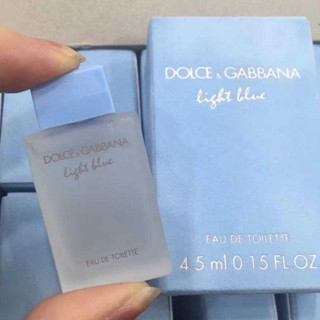 DOLCE & GABBANA
light blue
EAU DE TOILETTE
DOLCE & GABBANA
light blue
EAU DE TOILETTE
4.5 ml 0.15 FL.OZ